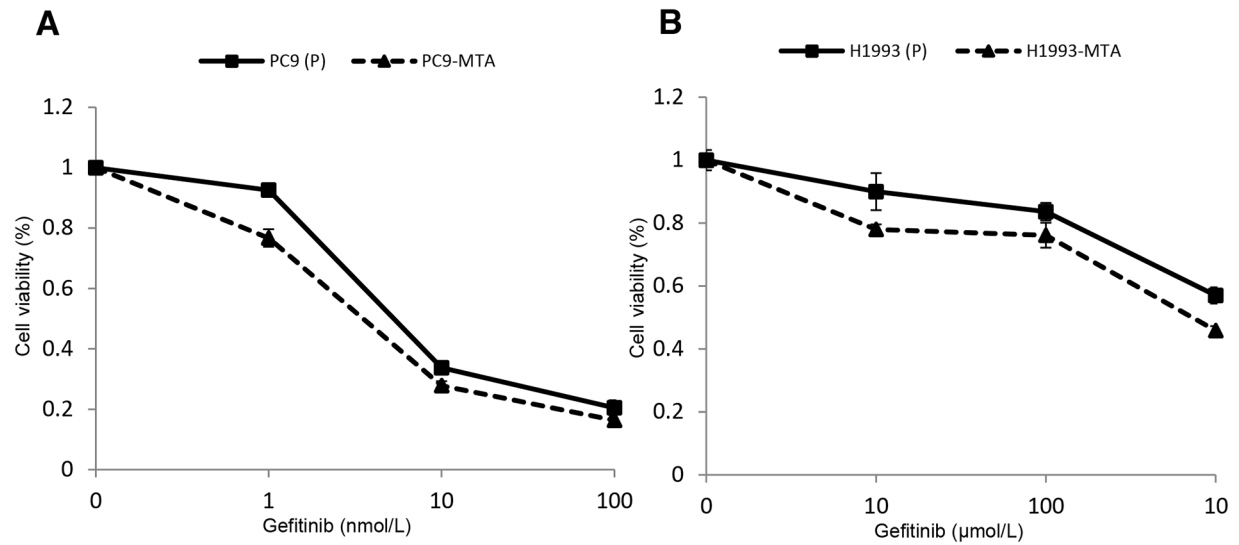 A
PC9 (P) PC9-MTA
1.2
1
0.8
0.6
0.4
0.2
0
Cell viability (%)
0 1 10 100
Gefitinib (nmol/L)
B
H1993 (P) H1993-MTA
1.2
1
0.8
0.6
0.4
0.2
0
Cell viability (%)
0 10 100 10
Gefitinib (μmol/L)